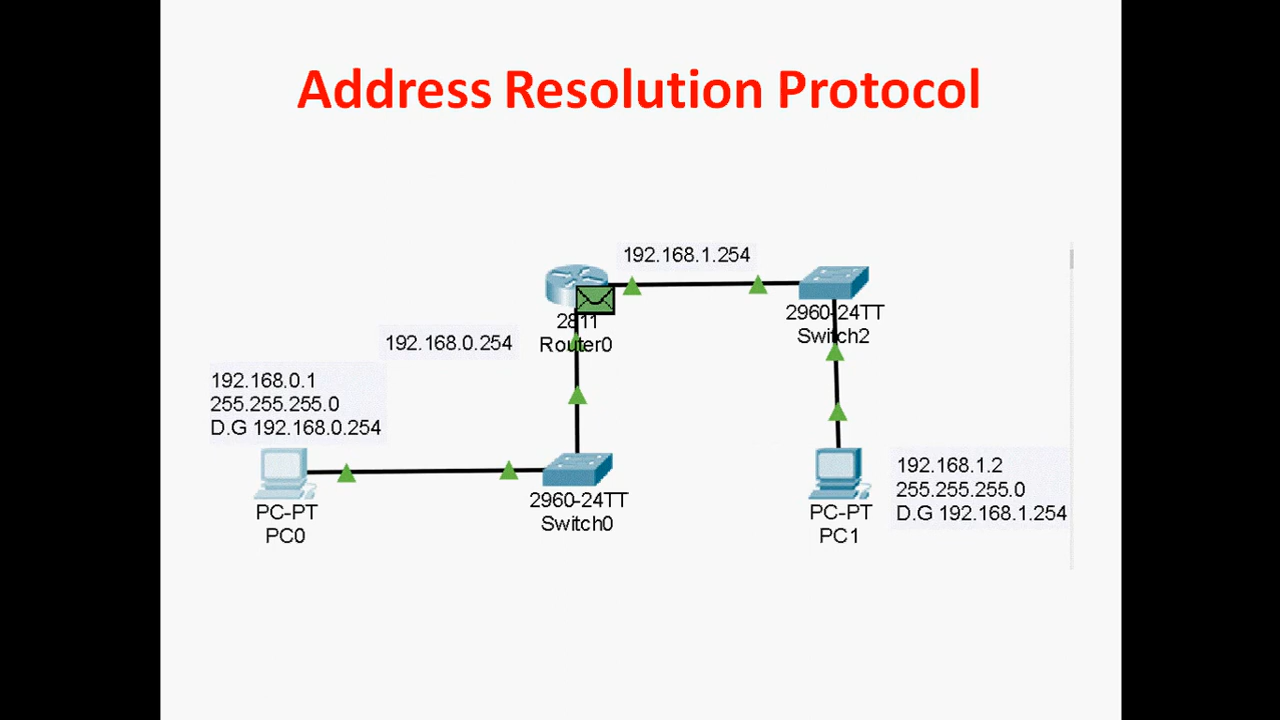 Address Resolution Protocol
192.168.1.254
2811
Router0
2960-24TT
Switch2
192.168.0.254
192.168.0.1
255.255.255.0
D.G 192.168.0.254
PC-PT
PC0
2960-24TT
Switch0
192.168.1.2
255.255.255.0
D.G 192.168.1.254
PC-PT
PC1